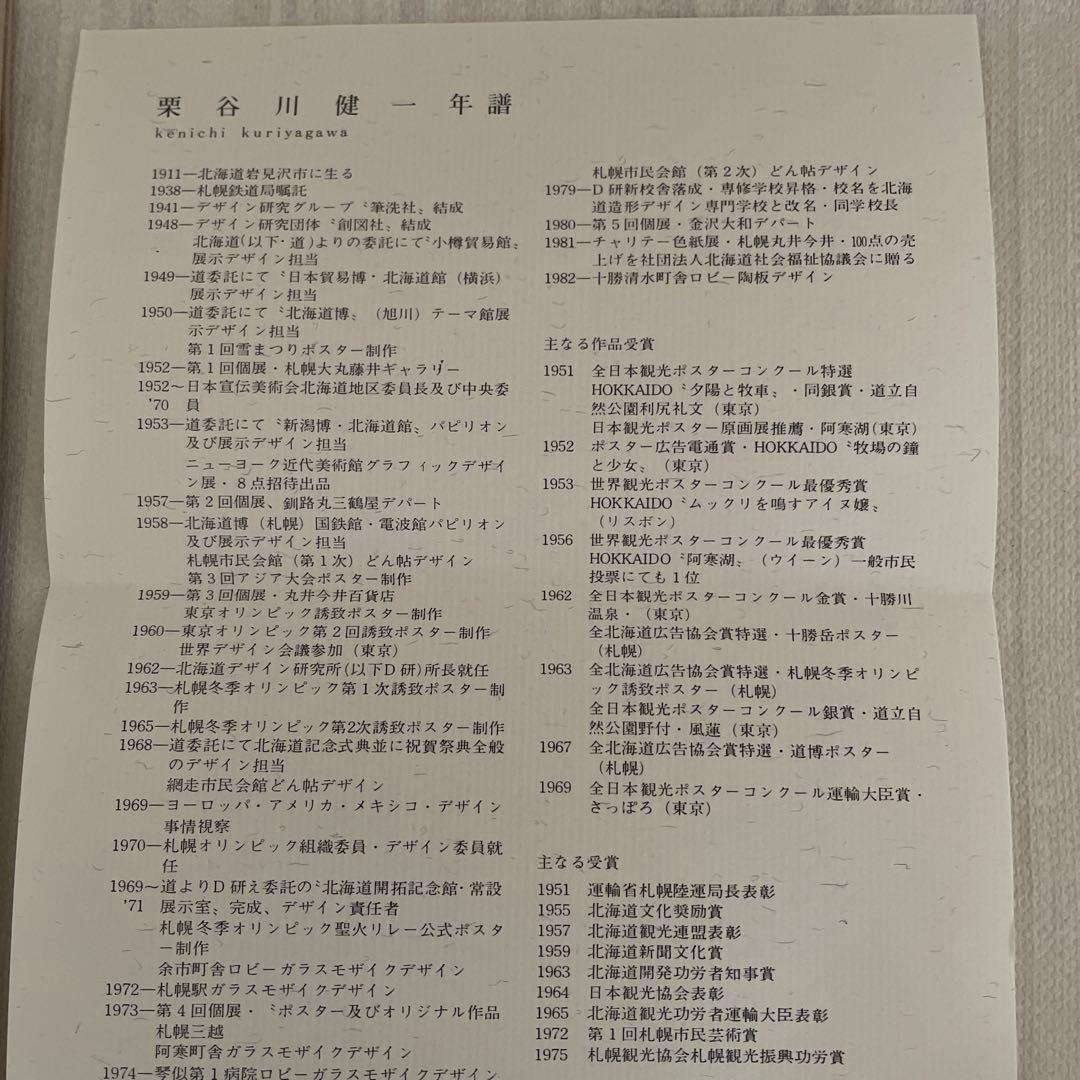 栗谷川健一年譜
kenichi kuriyagawa
1911―北海道岩見沢市に生る
1938―札幌鉄道局嘱託
1941―デザイン研究グループ〝筆洗社〟結成
1948―デザイン研究団体〝創図社〟結成
北海道(以下・道)よりの委託にて〝小樽貿易館〟
展示デザイン担当
1949―道委託にて〝日本貿易博・北海道館(横浜)
展示デザイン担当
1950―道委託にて〝北海道博〟(旭川)テーマ館展
示デザイン担当
第1回雪まつりポスター制作
1952―第1回個展・札幌大丸藤井ギャラリー
1952～日本宣伝美術会北海道地区委員長及び中央委
'70 員
1953―道委託にて〝新潟博・北海道館〟パビリオン
及び展示デザイン担当
ニューヨーク近代美術館グラフィックデザイ
ン展・8点招待出品
1957―第2回個展、釧路丸三鶴屋デパート
1958―北海道博(札幌)国鉄館・電波館パビリオン
及び展示デザイン担当
札幌市民会館(第1次)どん帖デザイン
第3回アジア大会ポスター制作
1959―第3回個展・丸井今井百貨店
東京オリンピック誘致ポスター制作
1960―東京オリンピック第2回誘致ポスター制作
世界デザイン会議参加(東京)
1962―北海道デザイン研究所(以下D研)所長就任
1963―札幌冬季オリンピック第1次誘致ポスター制
作
1965―札幌冬季オリンピック第2次誘致ポスター制作
1968―道委託にて北海道記念式典並に祝賀祭典全般
のデザイン担当
網走市民会館どん帖デザイン
1969―ヨーロッパ・アメリカ・メキシコ・デザイン
事情視察
1970―札幌オリンピック組織委員・デザイン委員就
任
1969～道よりD研え委託の〝北海道開拓記念館・常設
'71 展示室〟完成、デザイン責任者
札幌冬季オリンピック聖火リレー公式ポスタ
ー制作
余市町舎ロビーガラスモザイクデザイン
1972―札幌駅ガラスモザイクデザイン
1973―第4回個展・〝ポスター及びオリジナル作品
札幌三越
阿寒町舎ガラスモザイクデザイン
1974―琴似第1病院ロビーガラスモザイクデザイン
札幌市民会館(第2次)どん帖デザイン
1979―D研新校舎落成・専修学校昇格・校名を北海
道造形デザイン専門学校と改名・同学校長
1980―第5回個展・金沢大和デパート
1981―チャリテー色紙展・札幌丸井今井・100点の売
上げを社団法人北海道社会福祉協議会に贈る
1982―十勝清水町舎ロビー陶板デザイン
主なる作品受賞
1951 全日本観光ポスターコンクール特選
HOKKAIDO〝夕陽と牧車〟・同銀賞・道立自
然公園利尻礼文(東京)
日本観光ポスター原画展推薦・阿寒湖(東京)
1952 ポスター広告電通賞・HOKKAIDO〝牧場の鐘
と少女〟(東京)
1953 世界観光ポスターコンクール最優秀賞
HOKKAIDO〝ムックリを鳴すアイヌ嬢〟
(リスボン)
1956 世界観光ポスターコンクール最優秀賞
HOKKAIDO〝阿寒湖〟(ウイーン)一般市民
投票にても1位
1962 全日本観光ポスターコンクール金賞・十勝川
温泉・(東京)
全北海道広告協会賞特選・十勝岳ポスター
(札幌)
1963 全北海道広告協会賞特選・札幌冬季オリンピ
ック誘致ポスター(札幌)
全日本観光ポスターコンクール銀賞・道立自
然公園野付・風蓮(東京)
1967 全北海道広告協会賞特選・道博ポスター
(札幌)
1969 全日本観光ポスターコンクール運輸大臣賞・
さっぽろ(東京)
主なる受賞
1951 運輸省札幌陸運局長表彰
1955 北海道文化奨励賞
1957 北海道観光連盟表彰
1959 北海道新聞文化賞
1963 北海道開発功労者知事賞
1964 日本観光協会表彰
1965 北海道観光功労者運輸大臣表彰
1972 第1回札幌市民芸術賞
1975 札幌観光協会札幌観光振興功労賞